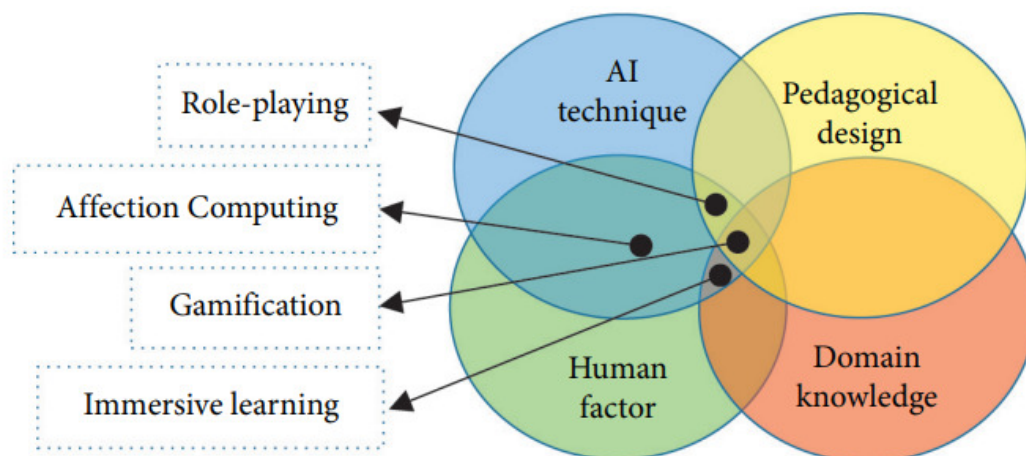 Role-playing
Affection Computing
Gamification
Immersive learning
AI
technique
Pedagogical
design
Human
factor
Domain
knowledge